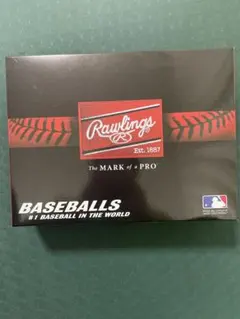 Rawlings
R
Est. 1887
The MARK of a PRO
BASEBALLS
#1 BASEBALL IN THE WORLD